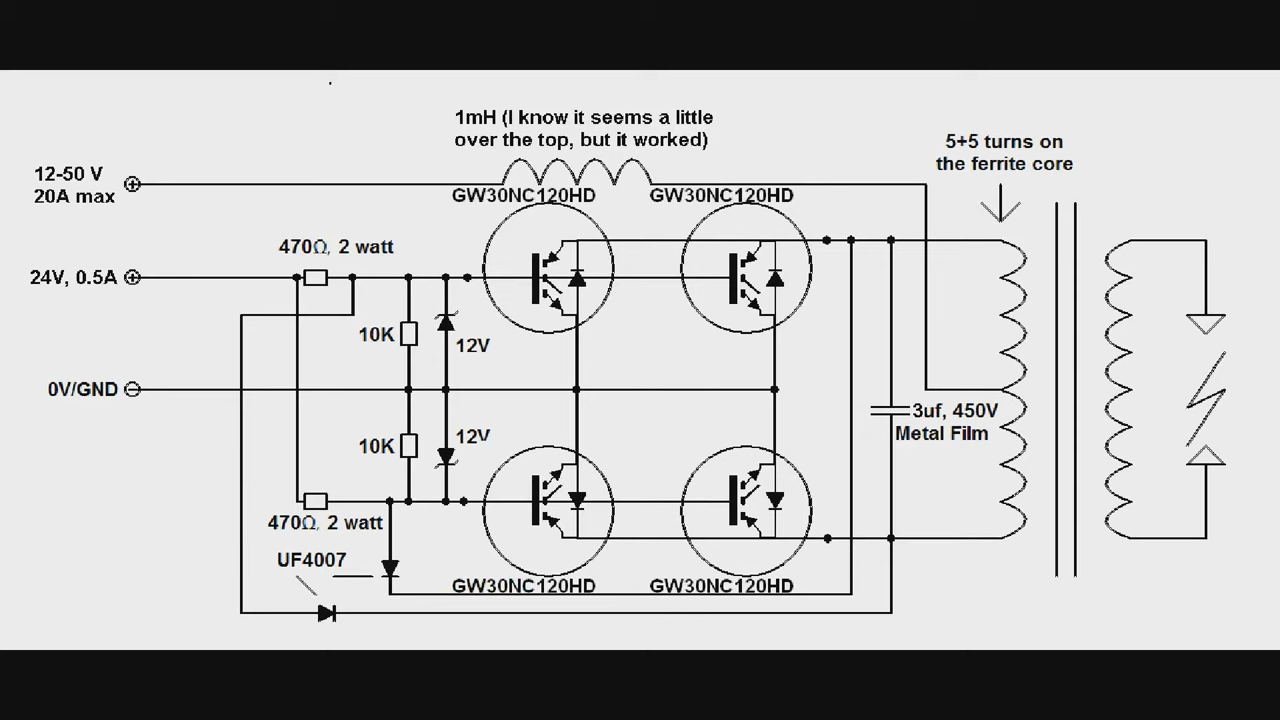 1mH (I know it seems a little
over the top, but it worked)
5+5 turns on
the ferrite core
12-50 V
20A max
GW30NC120HD
GW30NC120HD
470Ω, 2 watt
24V, 0.5A
10K
12V
0V/GND
3uf, 450V
Metal Film
12V
10K
470Ω, 2 watt
UF4007
GW30NC120HD
GW30NC120HD